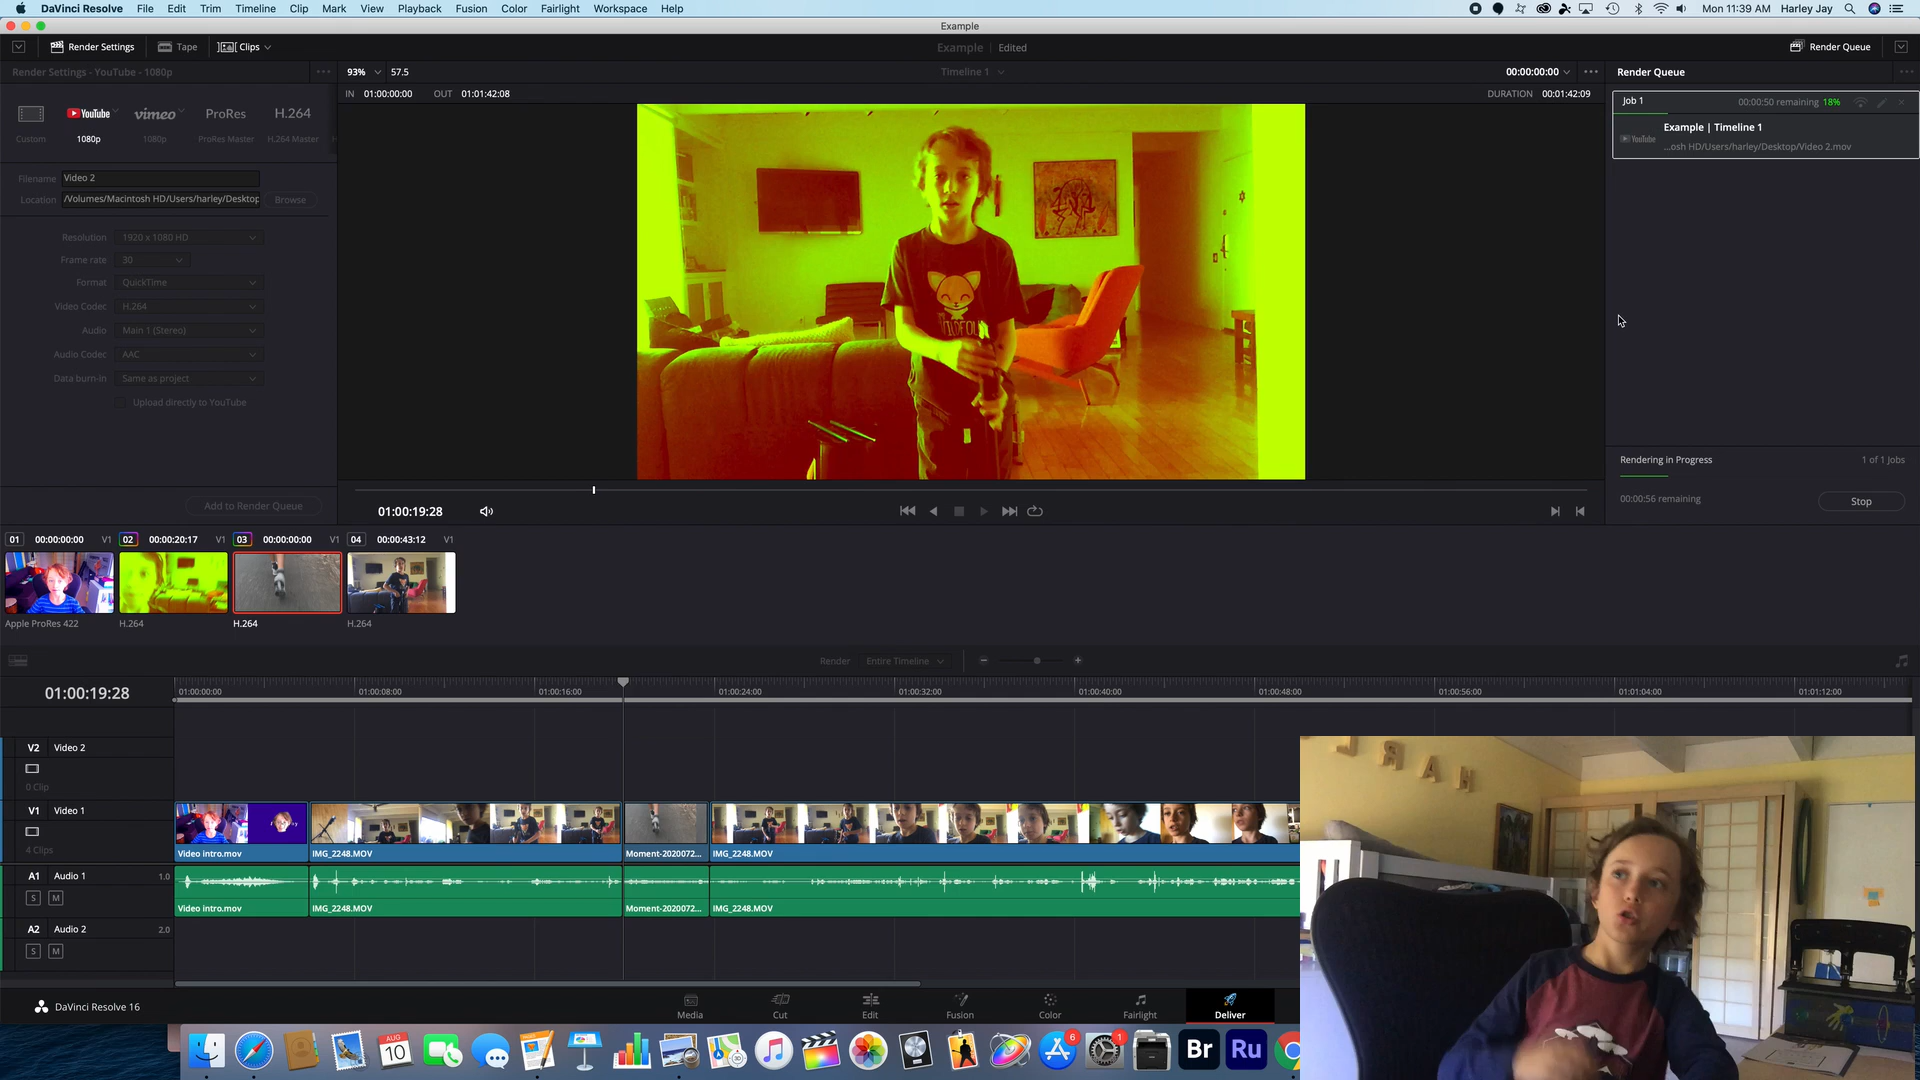 DaVinci Resolve File Edit Trim Timeline Clip Mark View Playback Fusion Color Fairlight Workspace Help Mon 11:39 AM Harley Jay
Example
Render Settings Tape Clips Example Edited Render Queue
Render Settings - YouTube - 1080p 93% 57.5 Timeline 1 00:00:00:00 Render Queue
IN 01:00:00:00 OUT 01:01:42:08 DURATION 00:01:42:09
Job 1 00:00:50 remaining 18%
YouTube vimeo ProRes H.264
Custom 1080p 1080p ProRes Master H.264 Master
YouTube Example | Timeline 1
...osh HD/Users/harley/Desktop/Video 2.mov
Filename Video 2
Location /Volumes/Macintosh HD/Users/harley/Desktop Browse
Resolution 1920 x 1080 HD
Frame rate 30
Format QuickTime
Video Codec H.264
Audio Main 1 (Stereo)
Audio Codec AAC
Data burn-in Same as project
Upload directly to YouTube
Rendering in Progress 1 of 1 Jobs
00:00:56 remaining Stop
Add to Render Queue
01:00:19:28
01 00:00:00:00 V1 02 00:00:20:17 V1 03 00:00:00:00 V1 04 00:00:43:12 V1
Apple ProRes 422 H.264 H.264 H.264
Render Entire Timeline
01:00:19:28 01:00:00:00 01:00:08:00 01:00:16:00 01:00:24:00 01:00:32:00 01:00:40:00 01:00:48:00 01:00:56:00 01:01:04:00 01:01:12:00
V2 Video 2
0 Clip
V1 Video 1
4 Clips
Video intro.mov IMG_2248.MOV Moment-2020072... IMG_2248.MOV
A1 Audio 1 1.0
S M
Video intro.mov IMG_2248.MOV Moment-2020072... IMG_2248.MOV
A2 Audio 2 2.0
S M
HARL
DaVinci Resolve 16 Media Cut Edit Fusion Color Fairlight Deliver
AUG
10
30
6
1
Br
Ru